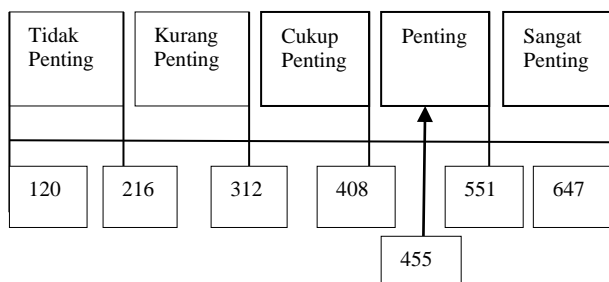 Tidak
Penting
Kurang
Penting
Cukup
Penting
Penting
Sangat
Penting
120
216
312
408
551
647
455